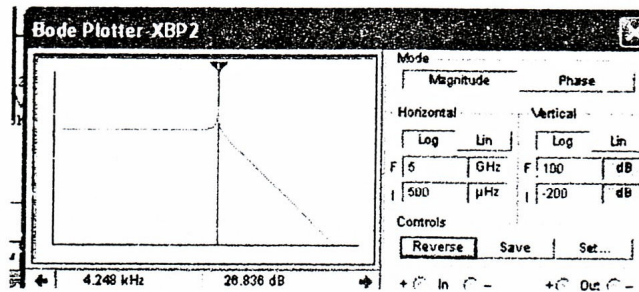 Bode Plotter-XBP2
Mode
Magnitude Phase
Horizontal Vertical
Log Lin Log Lin
F 5 GHz F 100 dB
I 500 µHz I -200 dB
Controls
Reverse Save Set...
4.248 kHz 26.836 dB
+ In - + Out -